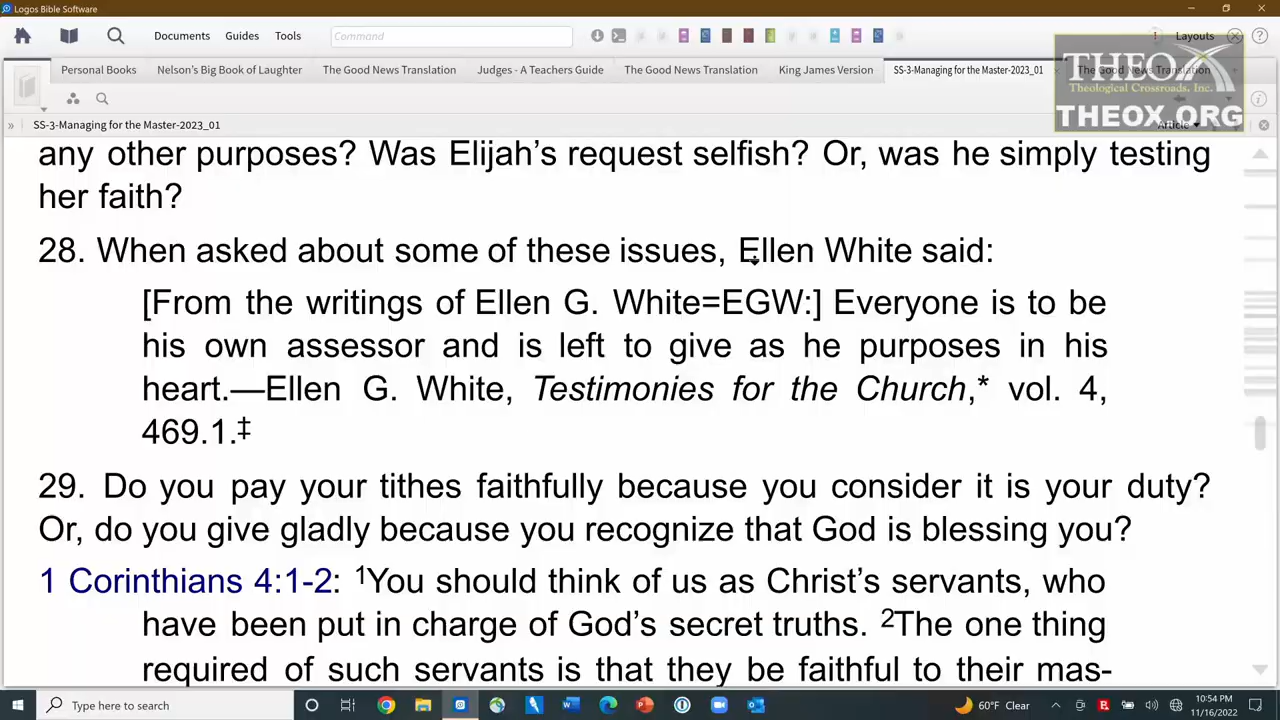 Logos Bible Software
Documents Guides Tools Command Layouts
Personal Books Nelson's Big Book of Laughter The Good News Judges - A Teachers Guide The Good News Translation King James Version SS-3-Managing for the Master-2023_01 The Good News Translation
THEOX
Theological Crossroads, Inc.
THEOX.ORG
SS-3-Managing for the Master-2023_01 Article
any other purposes? Was Elijah's request selfish? Or, was he simply testing
her faith?
28. When asked about some of these issues, Ellen White said:
[From the writings of Ellen G. White=EGW:] Everyone is to be
his own assessor and is left to give as he purposes in his
heart.—Ellen G. White, Testimonies for the Church,* vol. 4,
469.1.‡
29. Do you pay your tithes faithfully because you consider it is your duty?
Or, do you give gladly because you recognize that God is blessing you?
1 Corinthians 4:1-2: ¹You should think of us as Christ's servants, who
have been put in charge of God's secret truths. ²The one thing
required of such servants is that they be faithful to their mas-
Type here to search
60°F Clear
10:54 PM
11/16/2022